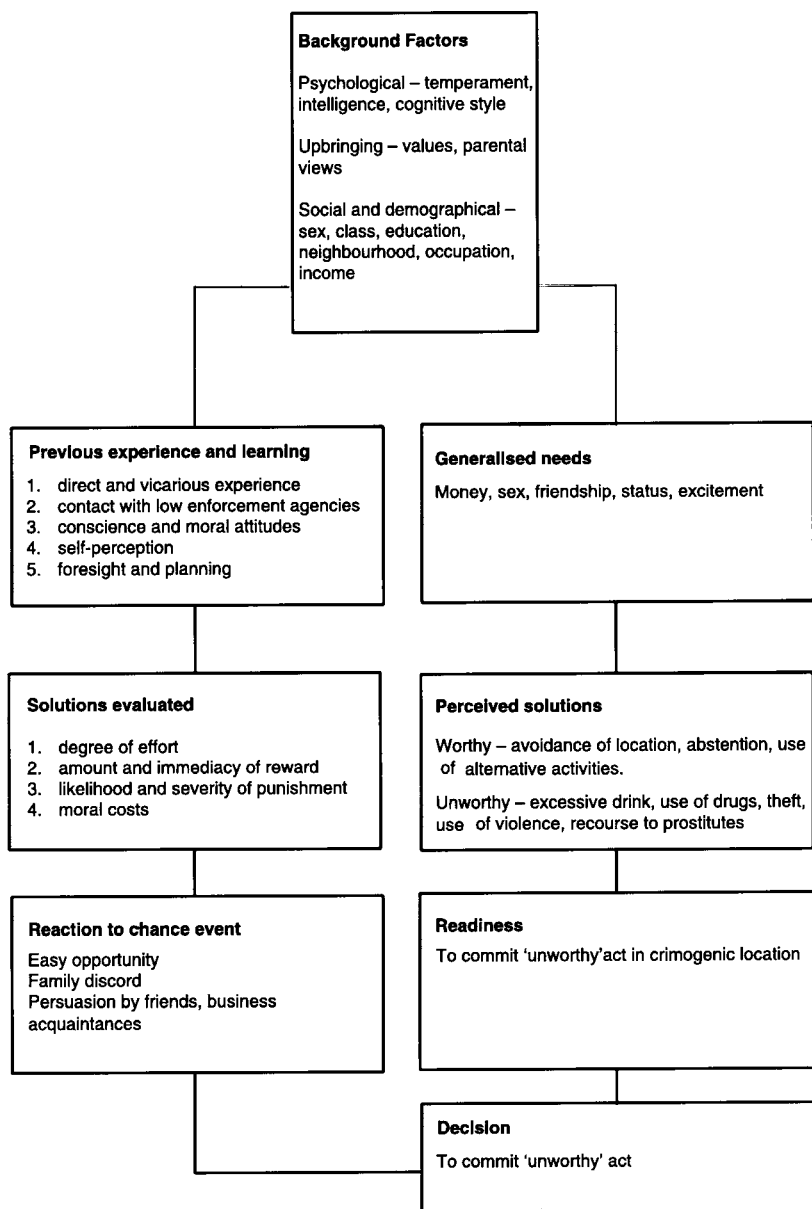 Background Factors
Psychological – temperament,
intelligence, cognitive style
Upbringing – values, parental
views
Social and demographical –
sex, class, education,
neighbourhood, occupation,
income
Previous experience and learning
1. direct and vicarious experience
2. contact with low enforcement agencies
3. conscience and moral attitudes
4. self-perception
5. foresight and planning
Generalised needs
Money, sex, friendship, status, excitement
Solutions evaluated
1. degree of effort
2. amount and immediacy of reward
3. likelihood and severity of punishment
4. moral costs
Perceived solutions
Worthy – avoidance of location, abstention, use
of alternative activities.
Unworthy – excessive drink, use of drugs, theft,
use of violence, recourse to prostitutes
Reaction to chance event
Easy opportunity
Family discord
Persuasion by friends, business
acquaintances
Readiness
To commit ‘unworthy’act in crimogenic location
Decision
To commit ‘unworthy’ act